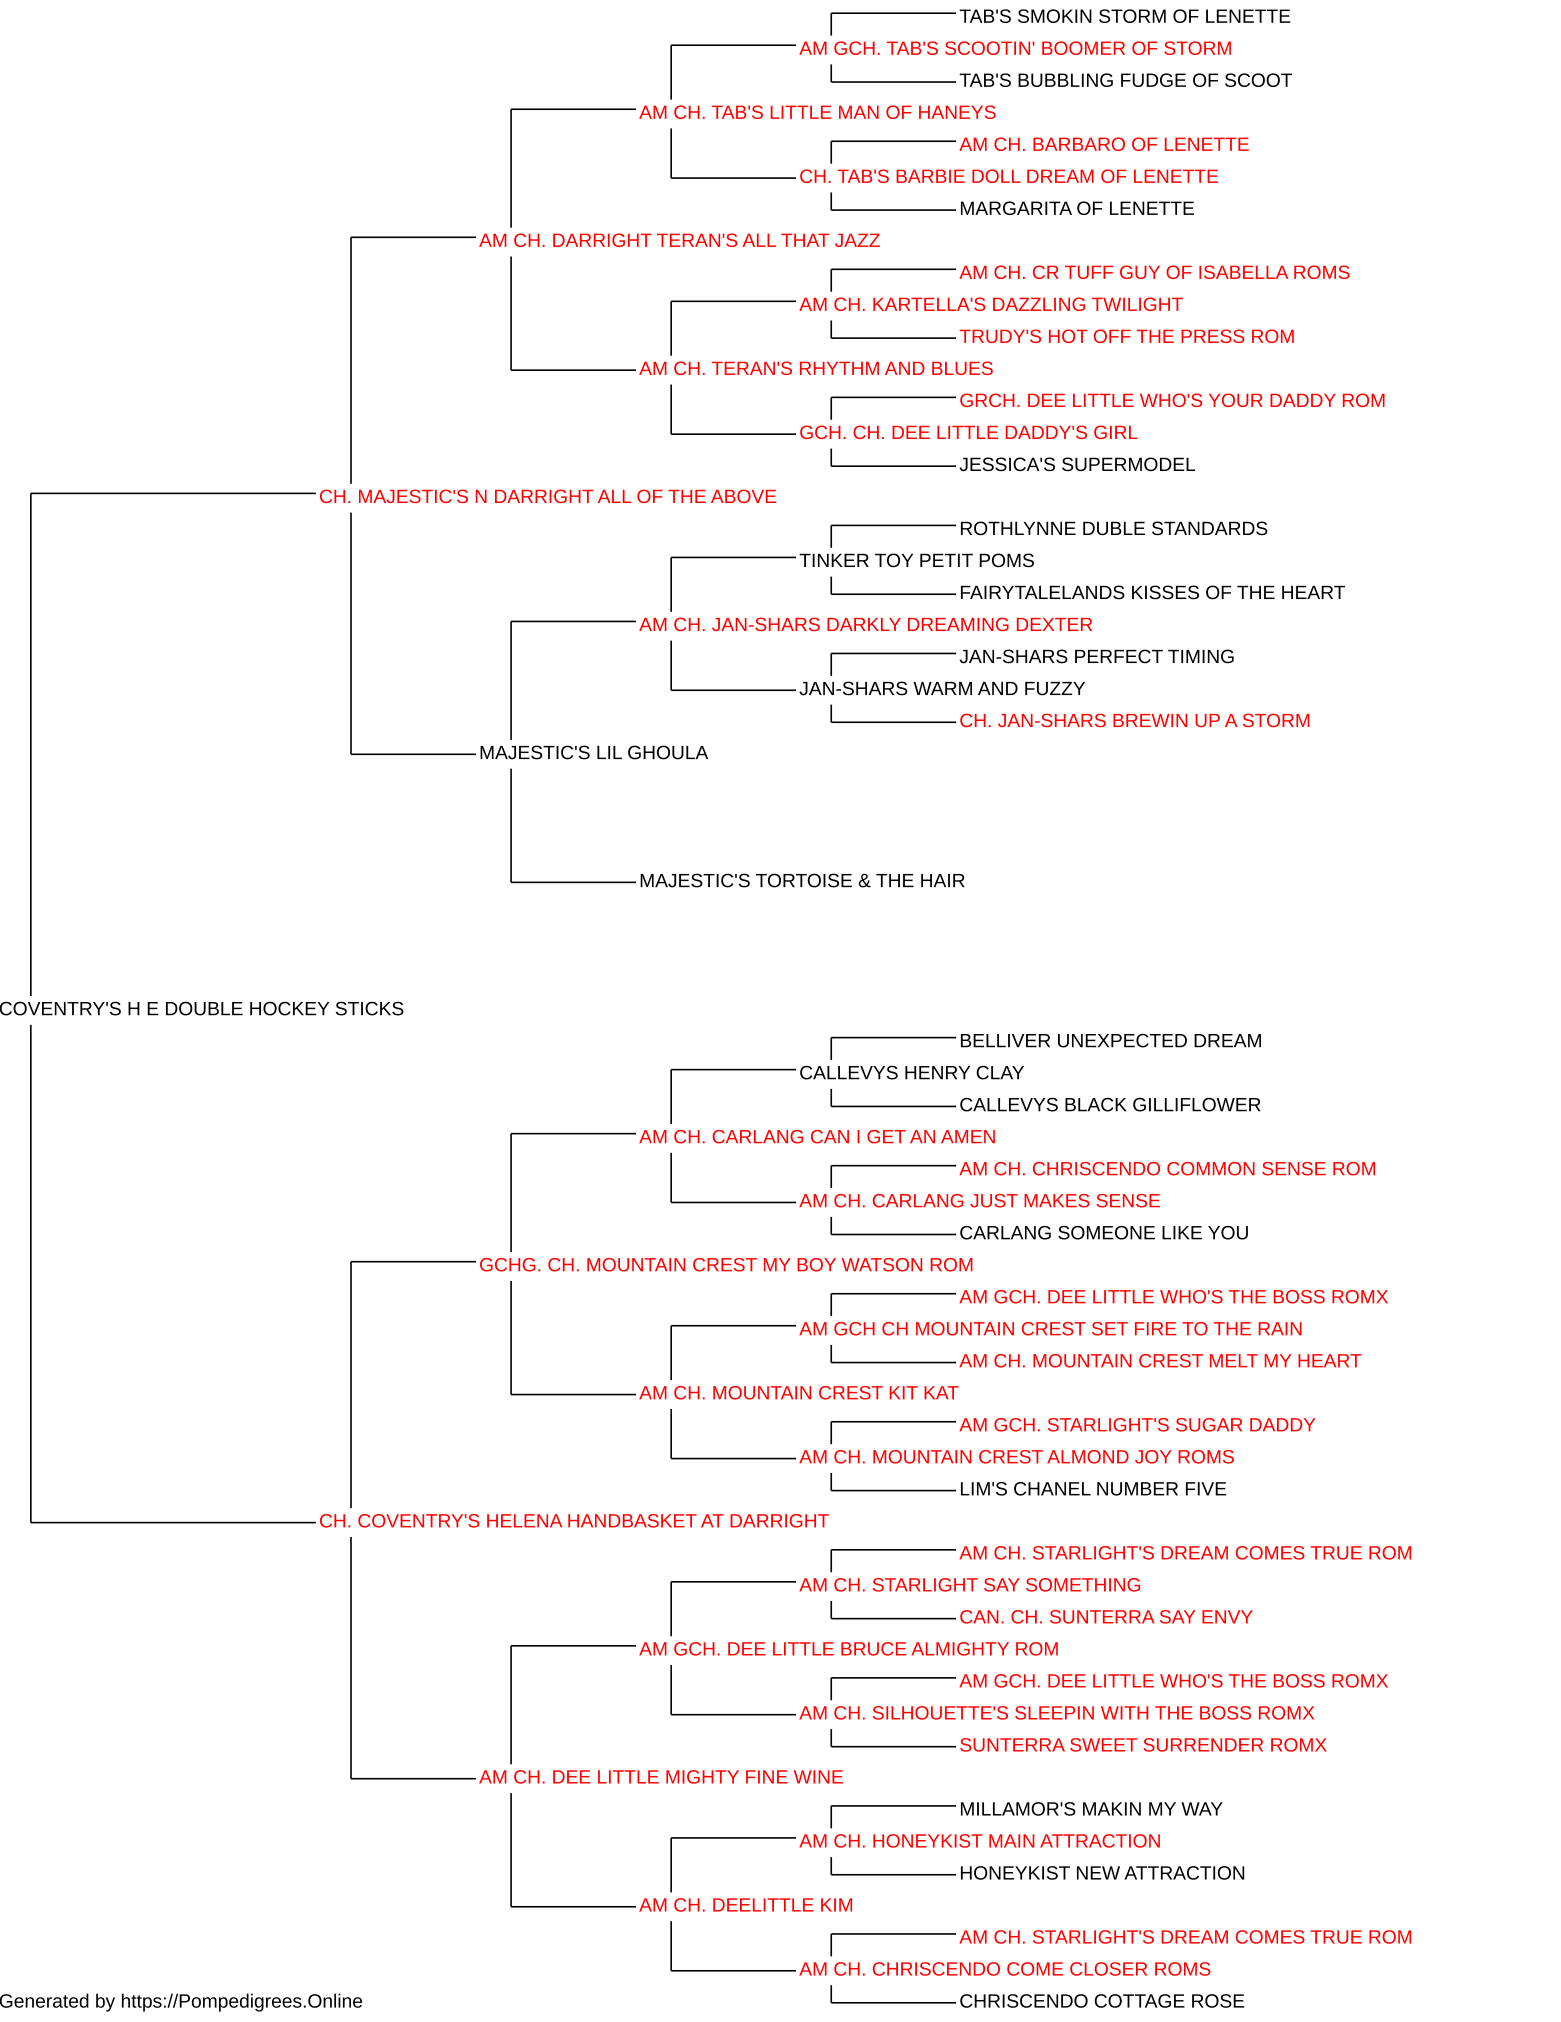 TAB'S SMOKIN STORM OF LENETTE
AM GCH. TAB'S SCOOTIN' BOOMER OF STORM
TAB'S BUBBLING FUDGE OF SCOOT
AM CH. TAB'S LITTLE MAN OF HANEYS
AM CH. BARBARO OF LENETTE
CH. TAB'S BARBIE DOLL DREAM OF LENETTE
MARGARITA OF LENETTE
AM CH. DARRIGHT TERAN'S ALL THAT JAZZ
AM CH. CR TUFF GUY OF ISABELLA ROMS
AM CH. KARTELLA'S DAZZLING TWILIGHT
TRUDY'S HOT OFF THE PRESS ROM
AM CH. TERAN'S RHYTHM AND BLUES
GRCH. DEE LITTLE WHO'S YOUR DADDY ROM
GCH. CH. DEE LITTLE DADDY'S GIRL
JESSICA'S SUPERMODEL
CH. MAJESTIC'S N DARRIGHT ALL OF THE ABOVE
ROTHLYNNE DUBLE STANDARDS
TINKER TOY PETIT POMS
FAIRYTALELANDS KISSES OF THE HEART
AM CH. JAN-SHARS DARKLY DREAMING DEXTER
JAN-SHARS PERFECT TIMING
JAN-SHARS WARM AND FUZZY
CH. JAN-SHARS BREWIN UP A STORM
MAJESTIC'S LIL GHOULA
MAJESTIC'S TORTOISE & THE HAIR
COVENTRY'S H E DOUBLE HOCKEY STICKS
BELLIVER UNEXPECTED DREAM
CALLEVYS HENRY CLAY
CALLEVYS BLACK GILLIFLOWER
AM CH. CARLANG CAN I GET AN AMEN
AM CH. CHRISCENDO COMMON SENSE ROM
AM CH. CARLANG JUST MAKES SENSE
CARLANG SOMEONE LIKE YOU
GCHG. CH. MOUNTAIN CREST MY BOY WATSON ROM
AM GCH. DEE LITTLE WHO'S THE BOSS ROMX
AM GCH CH MOUNTAIN CREST SET FIRE TO THE RAIN
AM CH. MOUNTAIN CREST MELT MY HEART
AM CH. MOUNTAIN CREST KIT KAT
AM GCH. STARLIGHT'S SUGAR DADDY
AM CH. MOUNTAIN CREST ALMOND JOY ROMS
LIM'S CHANEL NUMBER FIVE
CH. COVENTRY'S HELENA HANDBASKET AT DARRIGHT
AM CH. STARLIGHT'S DREAM COMES TRUE ROM
AM CH. STARLIGHT SAY SOMETHING
CAN. CH. SUNTERRA SAY ENVY
AM GCH. DEE LITTLE BRUCE ALMIGHTY ROM
AM GCH. DEE LITTLE WHO'S THE BOSS ROMX
AM CH. SILHOUETTE'S SLEEPIN WITH THE BOSS ROMX
SUNTERRA SWEET SURRENDER ROMX
AM CH. DEE LITTLE MIGHTY FINE WINE
MILLAMOR'S MAKIN MY WAY
AM CH. HONEYKIST MAIN ATTRACTION
HONEYKIST NEW ATTRACTION
AM CH. DEELITTLE KIM
AM CH. STARLIGHT'S DREAM COMES TRUE ROM
AM CH. CHRISCENDO COME CLOSER ROMS
CHRISCENDO COTTAGE ROSE
Generated by https://Pompedigrees.Online